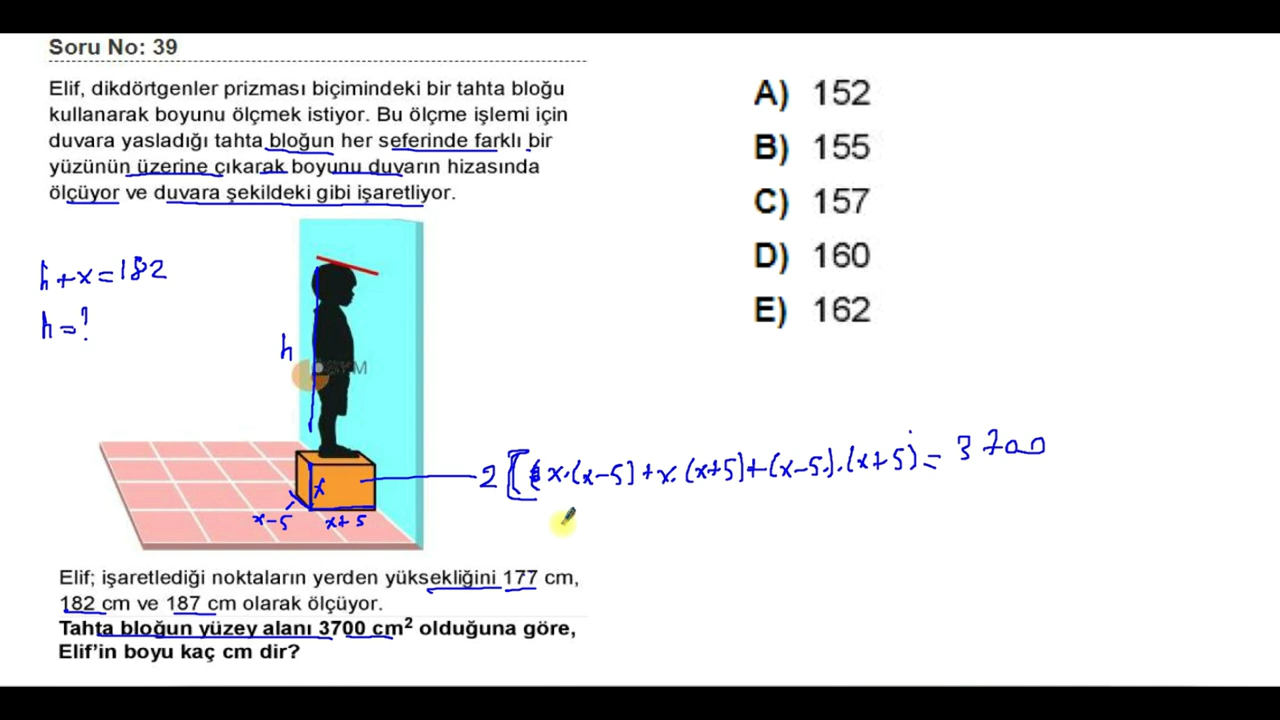 Soru No: 39
Elif, dikdörtgenler prizması biçimindeki bir tahta bloğu
kullanarak boyunu ölçmek istiyor. Bu ölçme işlemi için
duvara yasladığı tahta bloğun her seferinde farklı bir
yüzünün üzerine çıkarak boyunu duvarın hizasında
ölçüyor ve duvara şekildeki gibi işaretliyor.
h+x=182
h=?
h
x
x-5
x+5
2[(x.(x-5)+x.(x+5)+(x-5).(x+5)=3700
Elif; işaretlediği noktaların yerden yüksekliğini 177 cm,
182 cm ve 187 cm olarak ölçüyor.
Tahta bloğun yüzey alanı 3700 cm² olduğuna göre,
Elif'in boyu kaç cm dir?
A) 152
B) 155
C) 157
D) 160
E) 162